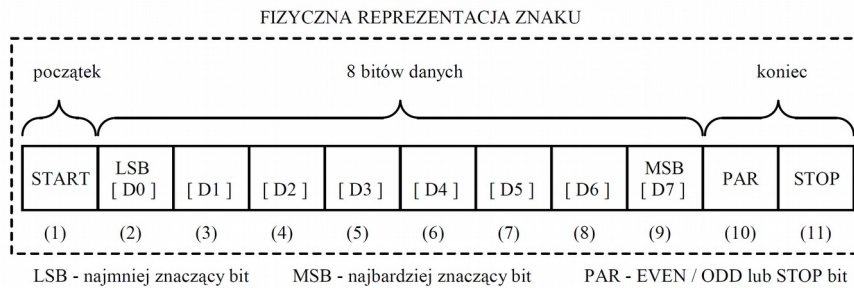 FIZYCZNA REPREZENTACJA ZNAKU
początek 8 bitów danych koniec
START LSB [ D0 ] [ D1 ] [ D2 ] [ D3 ] [ D4 ] [ D5 ] [ D6 ] MSB [ D7 ] PAR STOP
(1) (2) (3) (4) (5) (6) (7) (8) (9) (10) (11)
LSB - najmniej znaczący bit MSB - najbardziej znaczący bit PAR - EVEN / ODD lub STOP bit